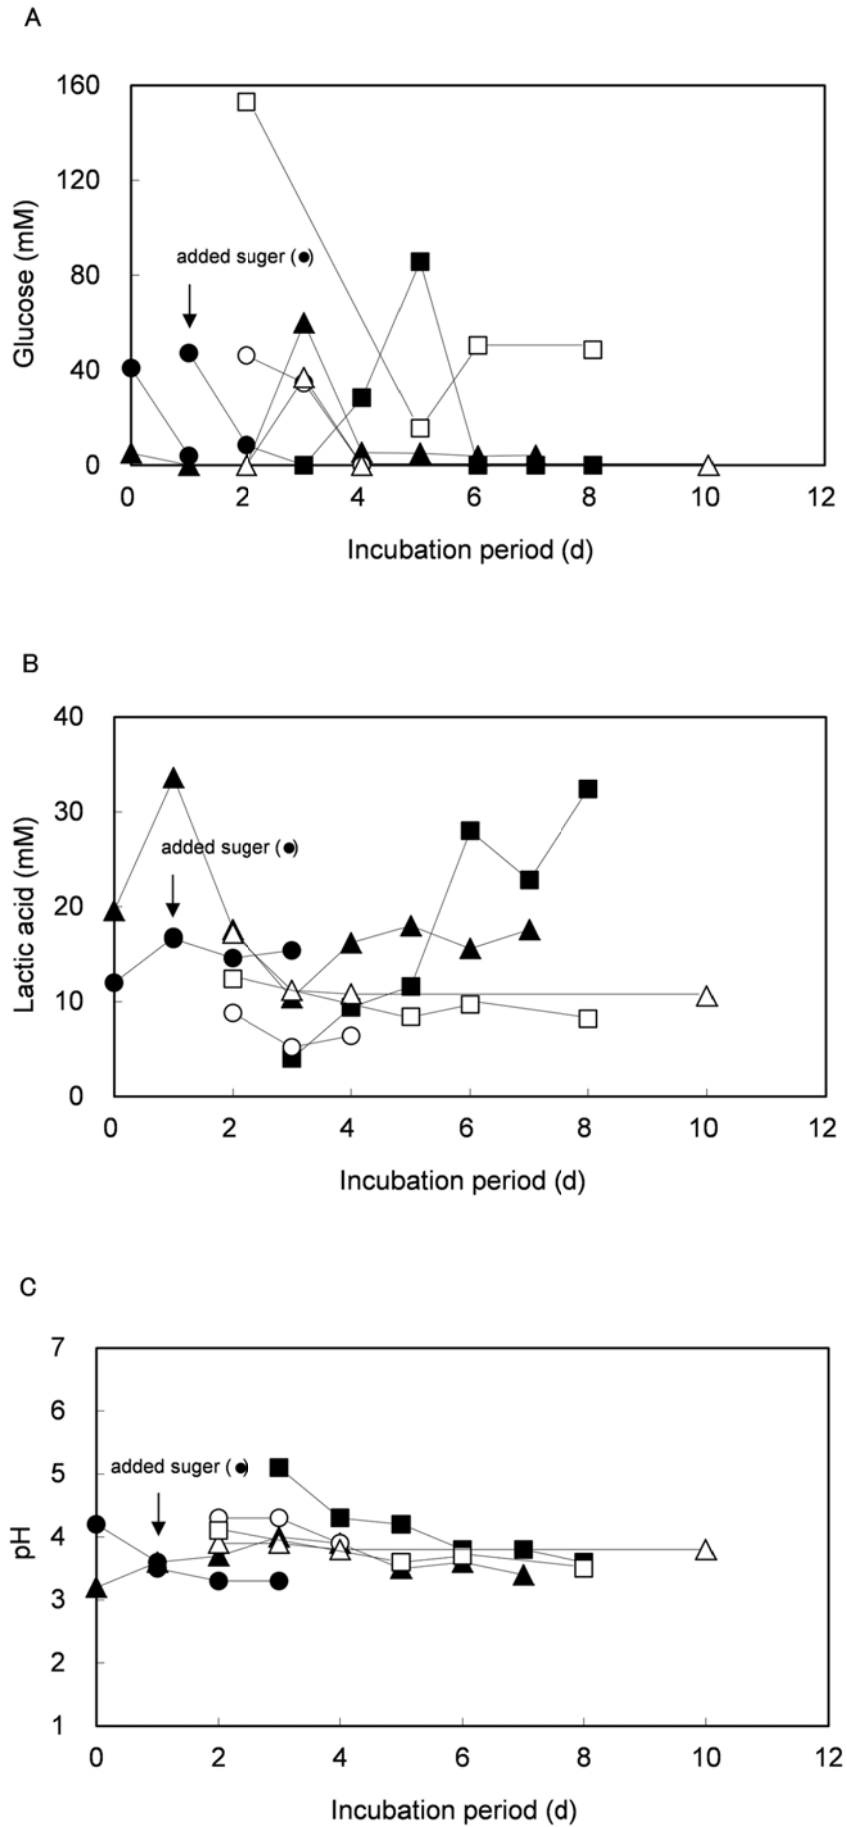 A
160
120
80
40
0
Glucose (mM)
added suger (●)
0 2 4 6 8 10 12
Incubation period (d)
B
40
30
20
10
0
Lactic acid (mM)
added suger (●)
0 2 4 6 8 10 12
Incubation period (d)
C
7
6
5
4
3
2
1
pH
added suger (●)
0 2 4 6 8 10 12
Incubation period (d)